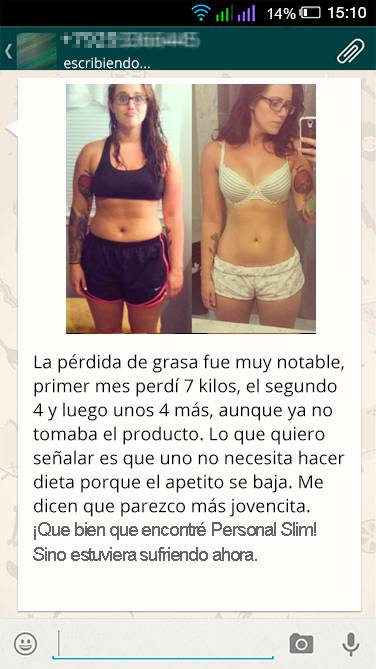 14% 15:10
escribiendo...
La pérdida de grasa fue muy notable,
primer mes perdí 7 kilos, el segundo
4 y luego unos 4 más, aunque ya no
tomaba el producto. Lo que quiero
señalar es que uno no necesita hacer
dieta porque el apetito se baja. Me
dicen que parezco más jovencita.
¡Que bien que encontré Personal Slim!
Sino estuviera sufriendo ahora.